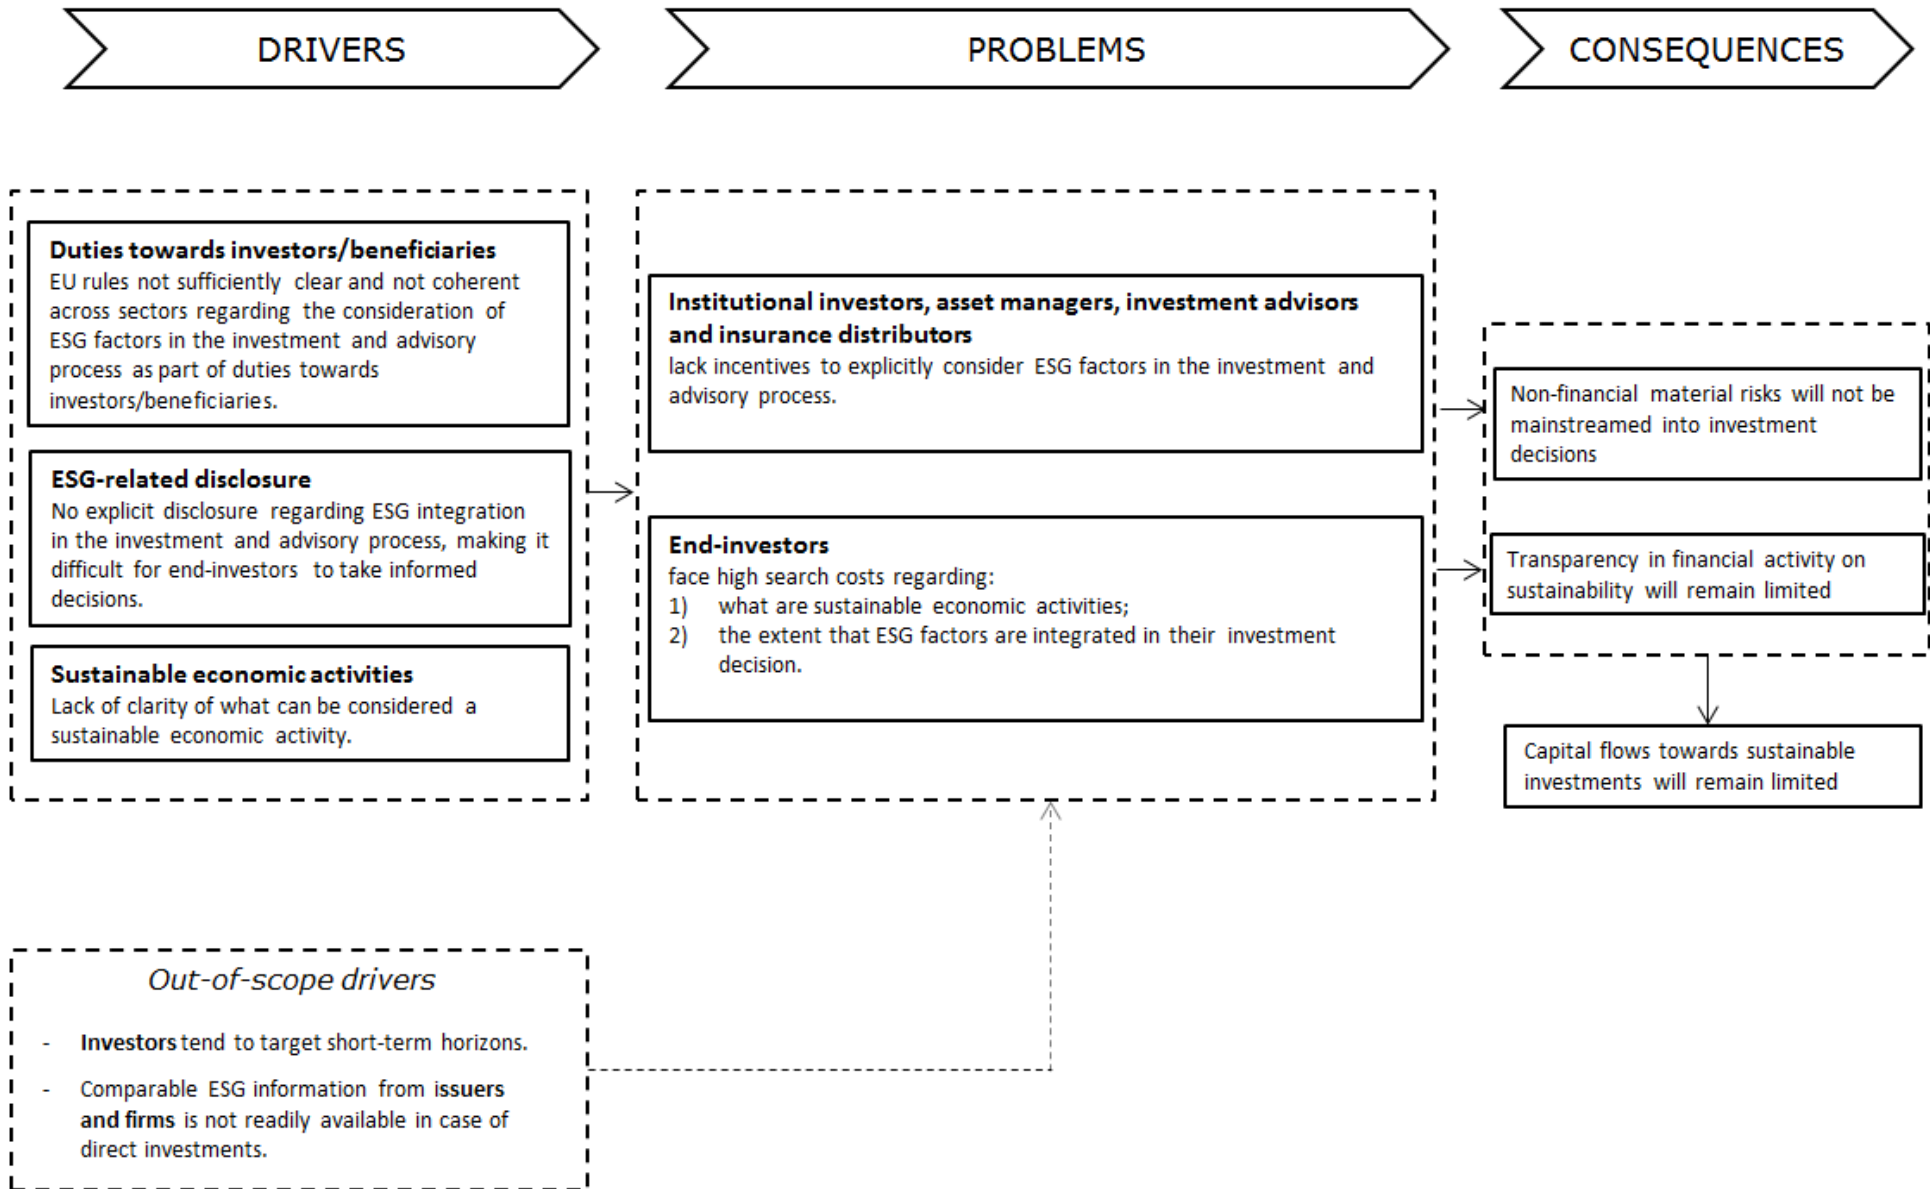 DRIVERS
PROBLEMS
CONSEQUENCES
Duties towards investors/beneficiaries
EU rules not sufficiently clear and not coherent
across sectors regarding the consideration of
ESG factors in the investment and advisory
process as part of duties towards
investors/beneficiaries.
ESG-related disclosure
No explicit disclosure regarding ESG integration
in the investment and advisory process, making it
difficult for end-investors to take informed
decisions.
Sustainable economic activities
Lack of clarity of what can be considered a
sustainable economic activity.
Institutional investors, asset managers, investment advisors
and insurance distributors
lack incentives to explicitly consider ESG factors in the investment and
advisory process.
End-investors
face high search costs regarding:
1) what are sustainable economic activities;
2) the extent that ESG factors are integrated in their investment
decision.
Non-financial material risks will not be
mainstreamed into investment
decisions
Transparency in financial activity on
sustainability will remain limited
Capital flows towards sustainable
investments will remain limited
Out-of-scope drivers
- Investors tend to target short-term horizons.
- Comparable ESG information from issuers
and firms is not readily available in case of
direct investments.